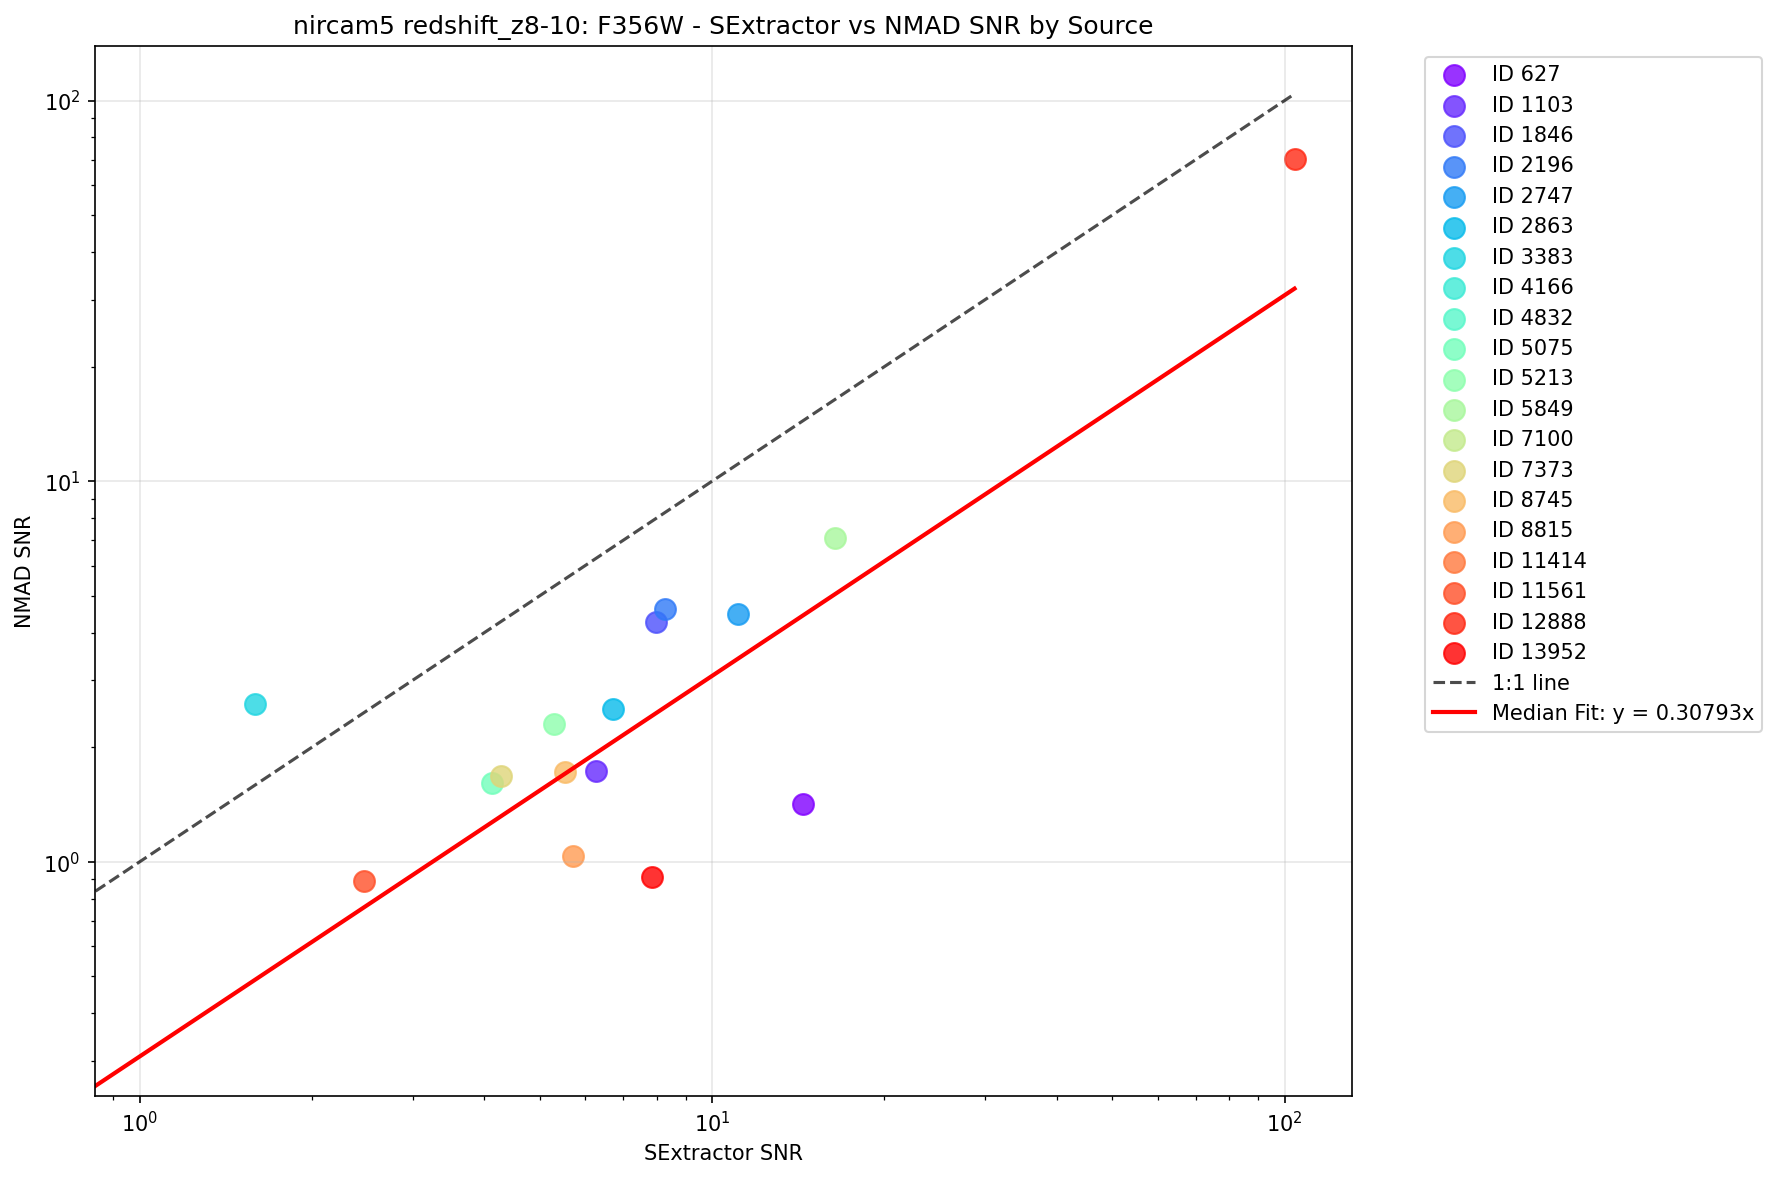 nircam5 redshift_z8-10: F356W - SExtractor vs NMAD SNR by Source
NMAD SNR
10²
10¹
10⁰
10⁰
10¹
10²
SExtractor SNR
ID 627
ID 1103
ID 1846
ID 2196
ID 2747
ID 2863
ID 3383
ID 4166
ID 4832
ID 5075
ID 5213
ID 5849
ID 7100
ID 7373
ID 8745
ID 8815
ID 11414
ID 11561
ID 12888
ID 13952
1:1 line
Median Fit: y = 0.30793x